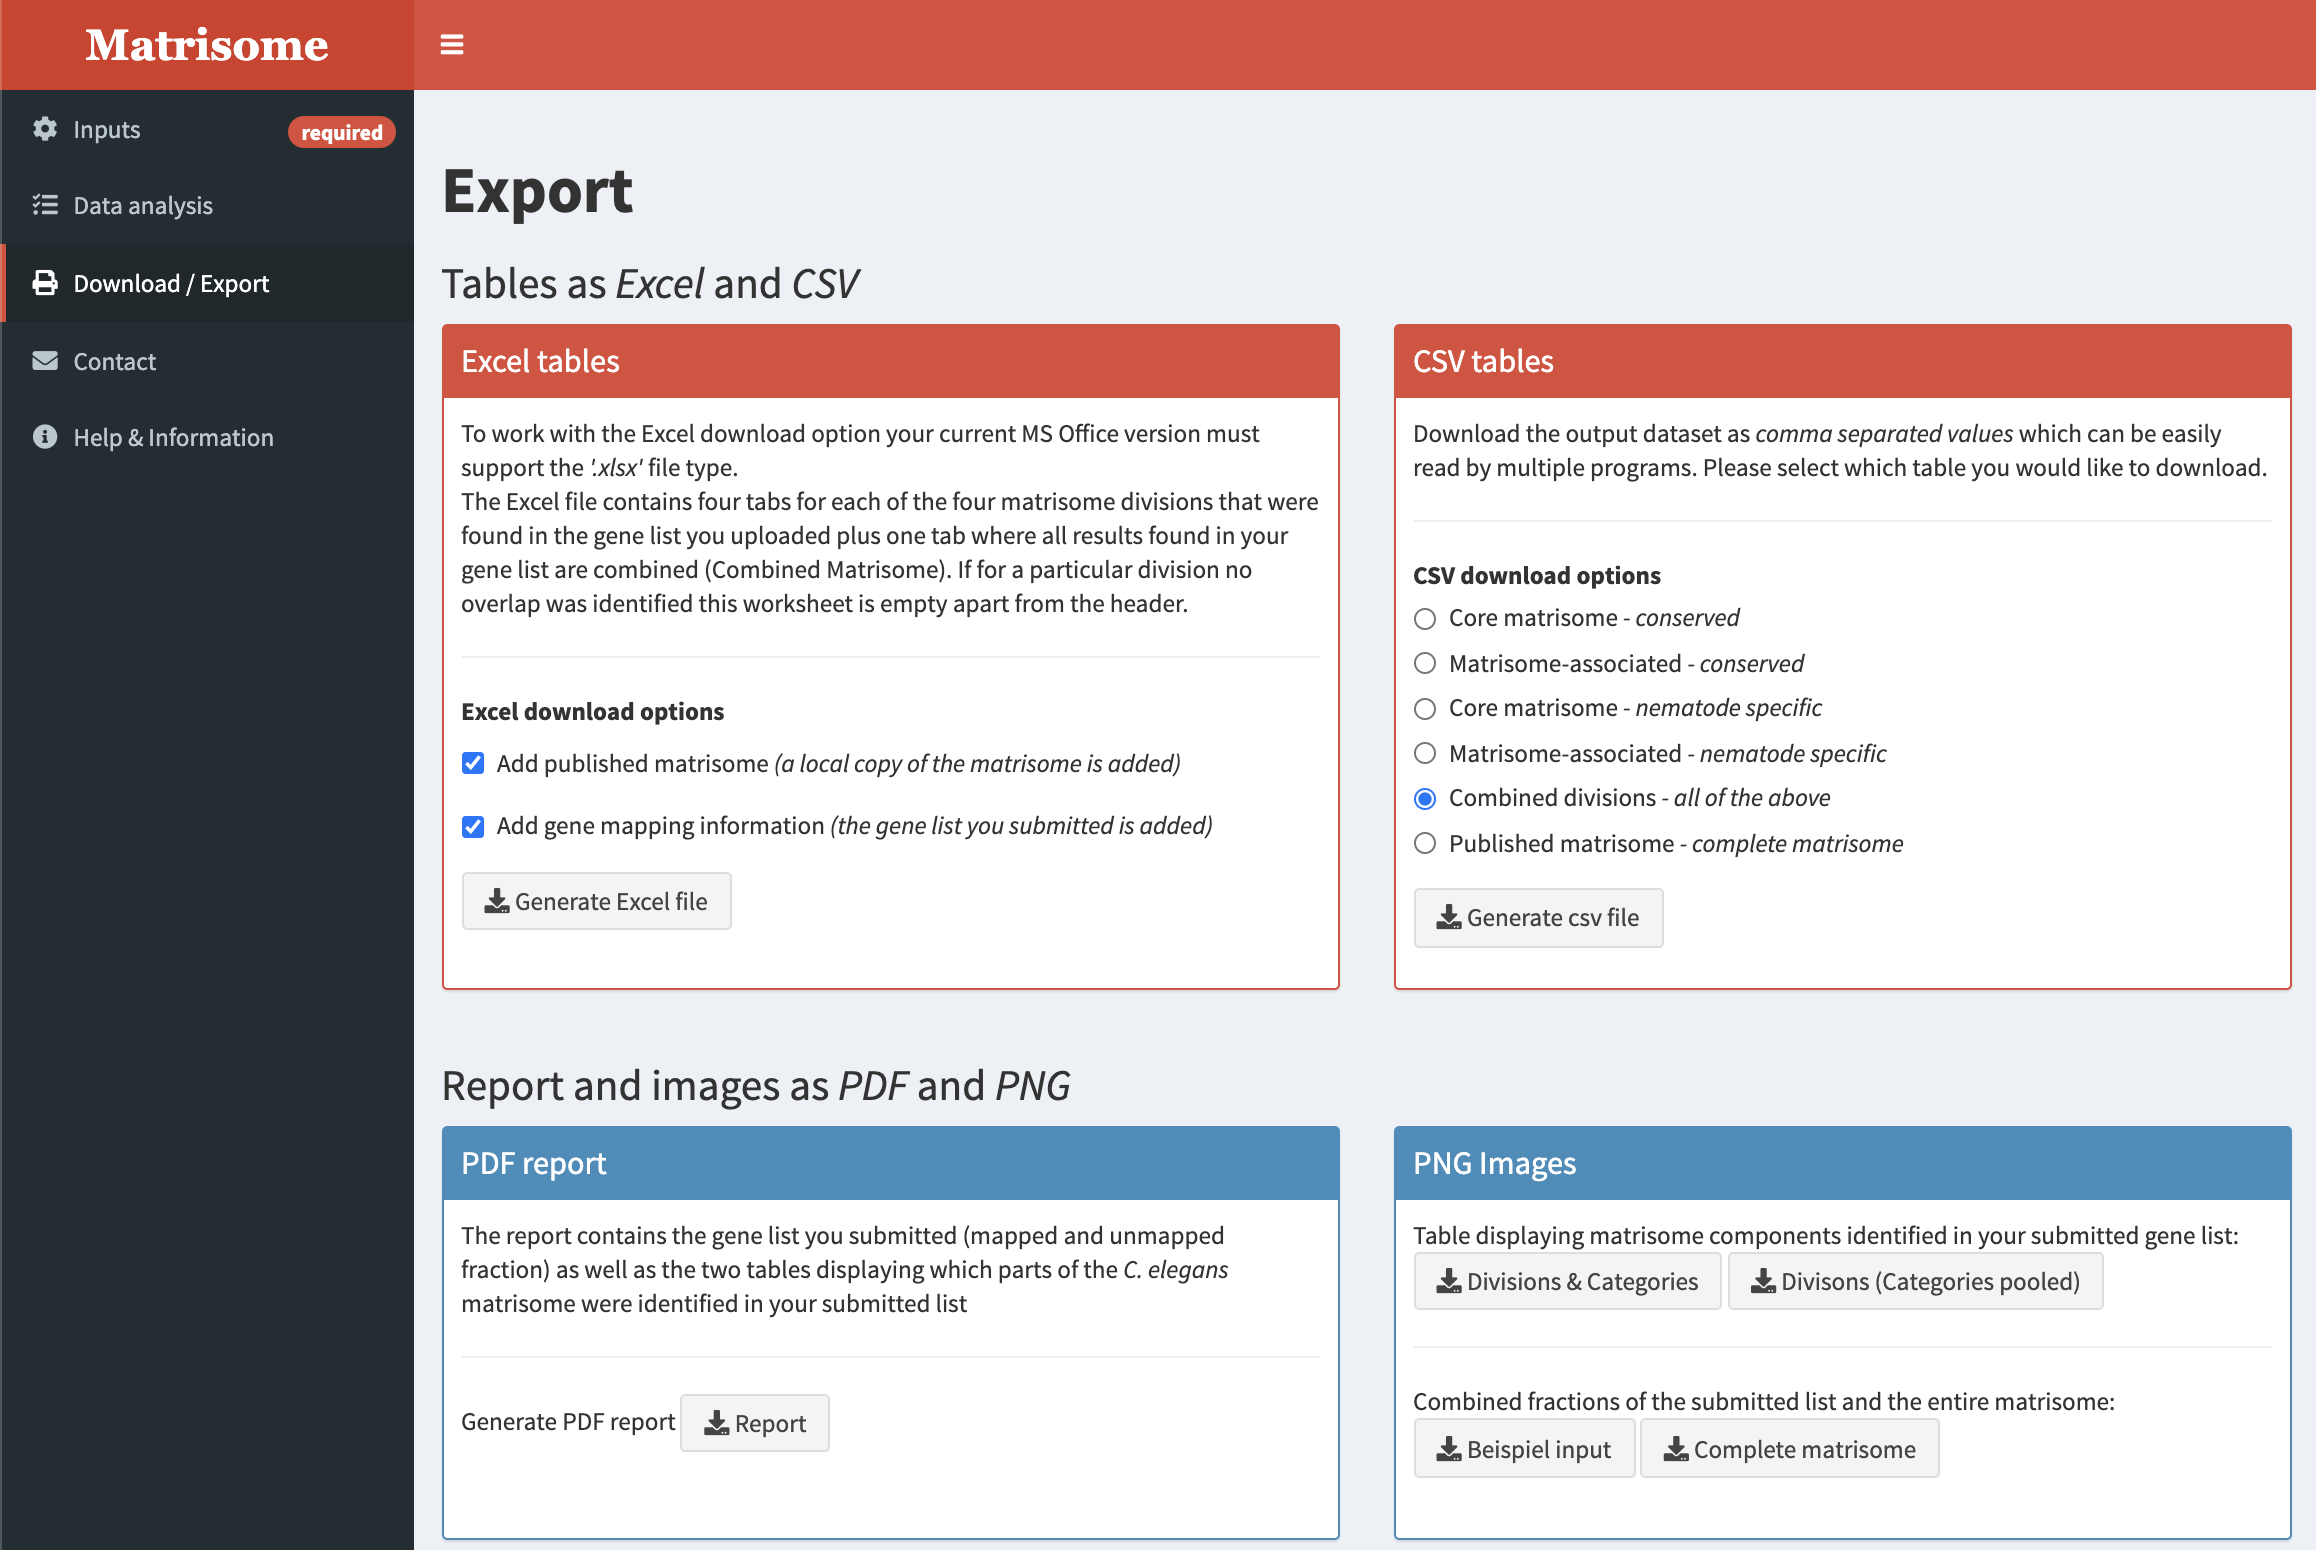 Matrisome
Inputs
required
Data analysis
Download / Export
Contact
Help & Information
Export
Tables as Excel and CSV
Excel tables
To work with the Excel download option your current MS Office version must
support the '.xlsx' file type.
The Excel file contains four tabs for each of the four matrisome divisions that were
found in the gene list you uploaded plus one tab where all results found in your
gene list are combined (Combined Matrisome). If for a particular division no
overlap was identified this worksheet is empty apart from the header.
Excel download options
Add published matrisome (a local copy of the matrisome is added)
Add gene mapping information (the gene list you submitted is added)
Generate Excel file
CSV tables
Download the output dataset as comma separated values which can be easily
read by multiple programs. Please select which table you would like to download.
CSV download options
Core matrisome - conserved
Matrisome-associated - conserved
Core matrisome - nematode specific
Matrisome-associated - nematode specific
Combined divisions - all of the above
Published matrisome - complete matrisome
Generate csv file
Report and images as PDF and PNG
PDF report
The report contains the gene list you submitted (mapped and unmapped
fraction) as well as the two tables displaying which parts of the C. elegans
matrisome were identified in your submitted list
Generate PDF report Report
PNG Images
Table displaying matrisome components identified in your submitted gene list:
Divisions & Categories Divisons (Categories pooled)
Combined fractions of the submitted list and the entire matrisome:
Beispiel input Complete matrisome